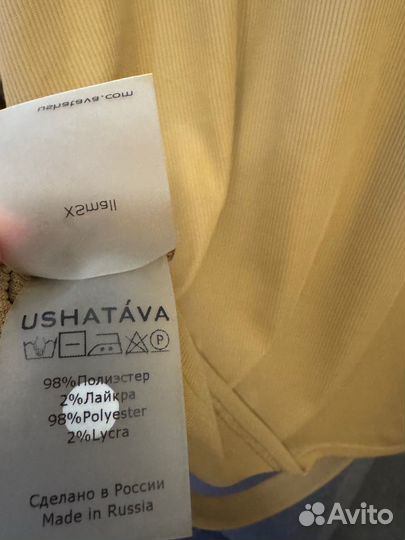 ushatava.com
XSmall
USHATÁVA
P
98%Полиэстер
2%Лайкра
98%Polyester
2%Lycra
Сделано в России
Made in Russia
Avito